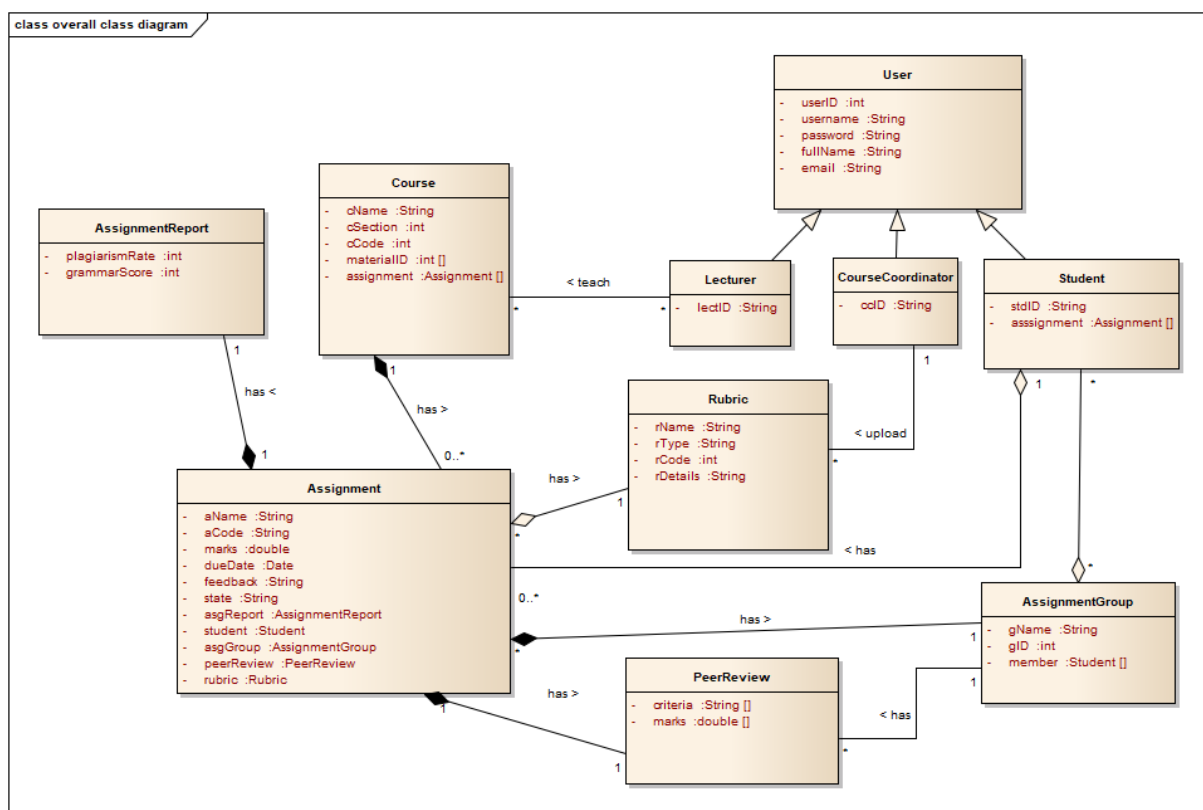 class overall class diagram
User
- userID :int
- username :String
- password :String
- fullName :String
- email :String
Course
- cName :String
- cSection :int
- cCode :int
- materialID :int []
- assignment :Assignment []
AssignmentReport
- plagiarismRate :int
- grammarScore :int
Lecturer
- lectID :String
CourseCoordinator
- ccID :String
Student
- stdID :String
- asssignment :Assignment []
< teach
*
*
1
has <
1
1
has >
0..*
1
< upload
*
1
*
Rubric
- rName :String
- rType :String
- rCode :int
- rDetails :String
has >
1
*
Assignment
- aName :String
- aCode :String
- marks :double
- dueDate :Date
- feedback :String
- state :String
- asgReport :AssignmentReport
- student :Student
- asgGroup :AssignmentGroup
- peerReview :PeerReview
- rubric :Rubric
< has
0..*
*
AssignmentGroup
- gName :String
- gID :int
- member :Student []
has >
1
*
PeerReview
- criteria :String []
- marks :double []
has >
1
1
< has
1
*